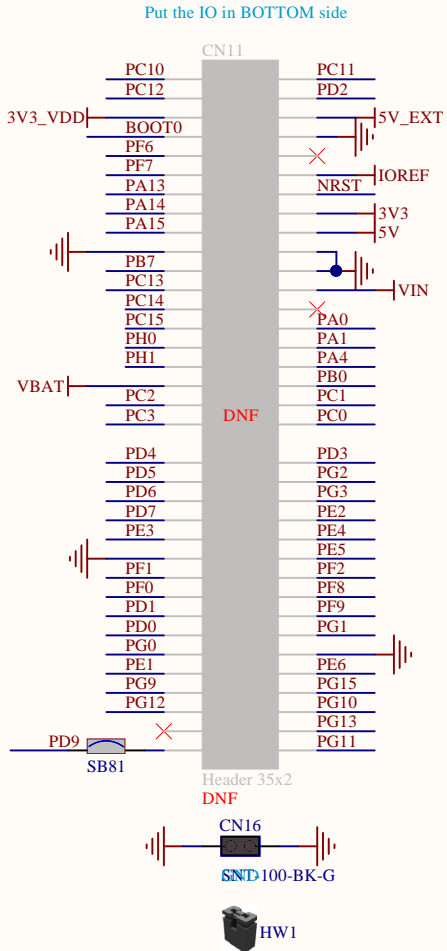 Put the IO in BOTTOM side
CN11
PC10 PC11
PC12 PD2
3V3_VDD 5V_EXT
BOOT0
PF6
PF7 IOREF
PA13 NRST
PA14 3V3
PA15 5V
PB7
PC13 VIN
PC14
PC15 PA0
PH0 PA1
PH1 PA4
VBAT PB0
PC2 PC1
PC3 DNF PC0
PD4 PD3
PD5 PG2
PD6 PG3
PD7 PE2
PE3 PE4
PE5
PF1 PF2
PF0 PF8
PD1 PF9
PD0 PG1
PG0
PE1 PE6
PG9 PG15
PG12 PG10
PG13
PD9 PG11
SB81
Header 35x2
DNF
CN16
SNT-100-BK-G
HW1